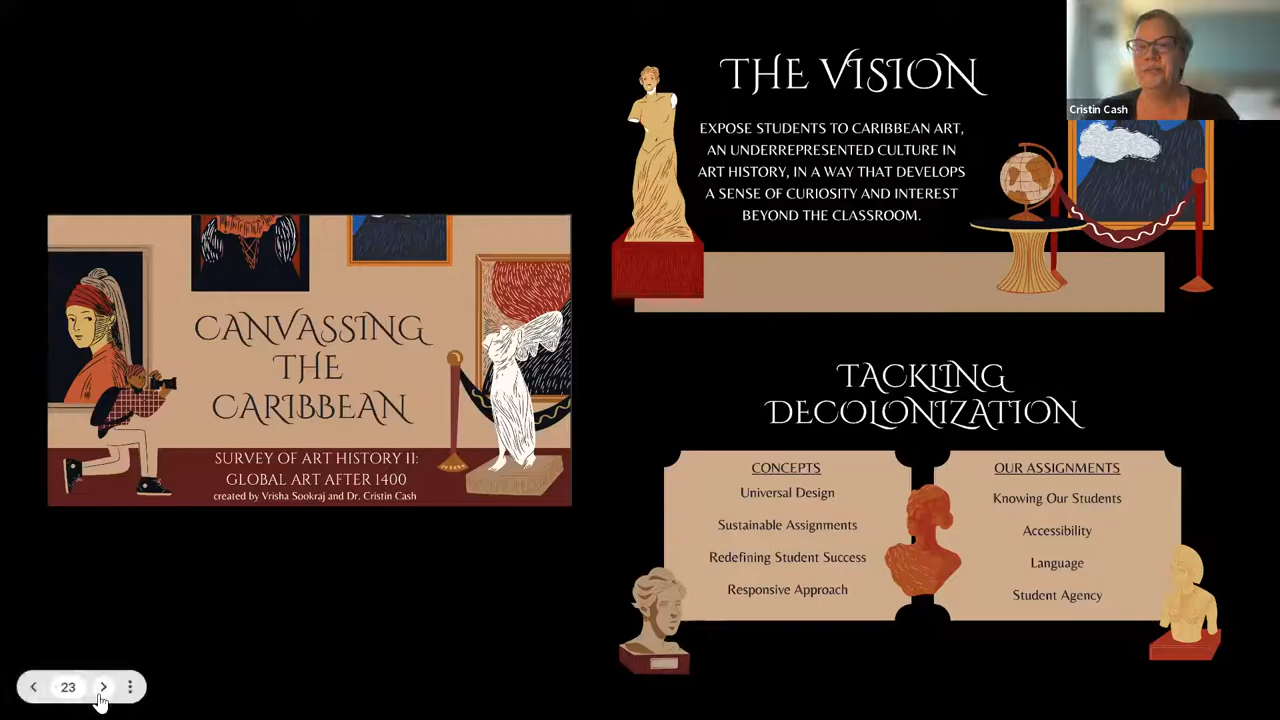 THE VISION
EXPOSE STUDENTS TO CARIBBEAN ART,
AN UNDERREPRESENTED CULTURE IN
ART HISTORY, IN A WAY THAT DEVELOPS
A SENSE OF CURIOSITY AND INTEREST
BEYOND THE CLASSROOM.
Cristin Cash
CANVASSING
THE
CARIBBEAN
SURVEY OF ART HISTORY II:
GLOBAL ART AFTER 1400
created by Vrisha Sookraj and Dr. Cristin Cash
TACKLING
DECOLONIZATION
CONCEPTS
Universal Design
Sustainable Assignments
Redefining Student Success
Responsive Approach
OUR ASSIGNMENTS
Knowing Our Students
Accessibility
Language
Student Agency
23